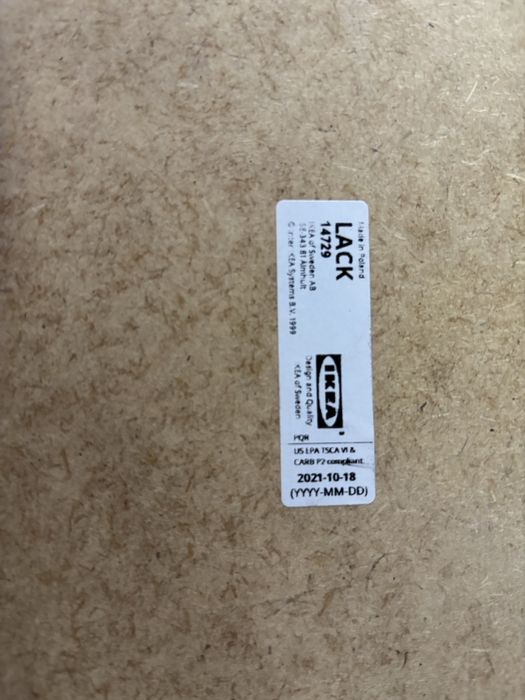 Made in Poland
LACK
14729
IKEA of Sweden AB
SE-343 81 Älmhult
© Inter IKEA Systems B.V. 1999
IKEA
Design and Quality
IKEA of Sweden
PQR
US EPA TSCA VI &
CARB P2 compliant
2021-10-18
(YYYY-MM-DD)